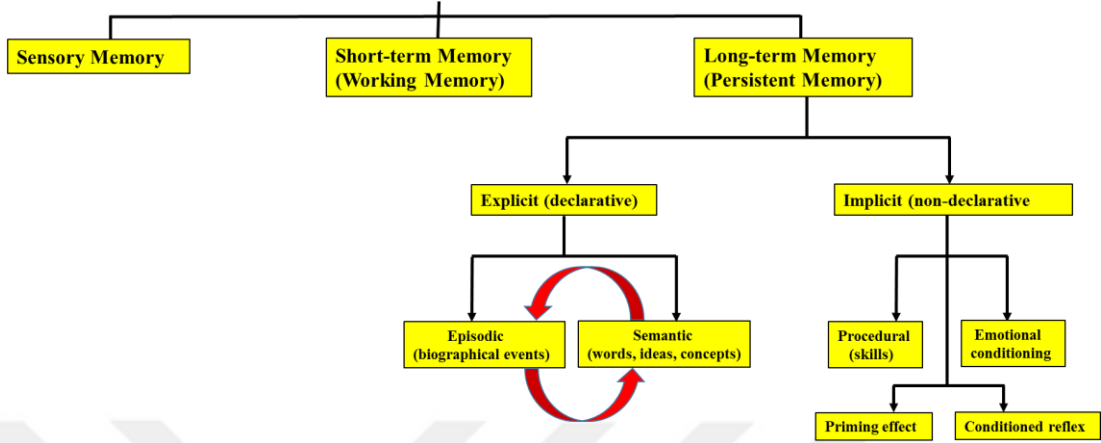 Sensory Memory
Short-term Memory
(Working Memory)
Long-term Memory
(Persistent Memory)
Explicit (declarative)
Implicit (non-declarative
Episodic
(biographical events)
Semantic
(words, ideas, concepts)
Procedural
(skills)
Emotional
conditioning
Priming effect
Conditioned reflex